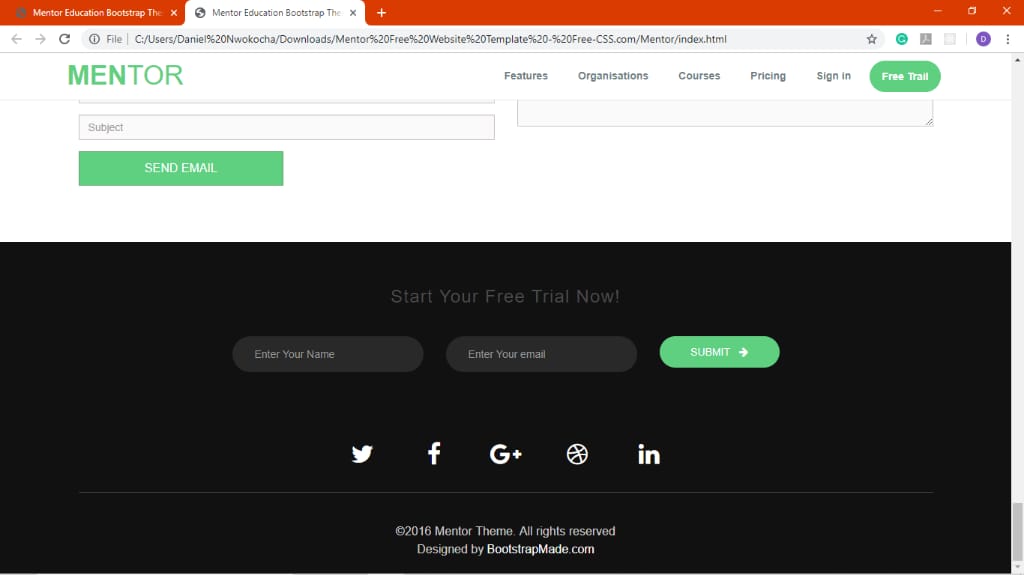 Mentor Education Bootstrap The
Mentor Education Bootstrap The
File
C:/Users/Daniel%20Nwokocha/Downloads/Mentor%20Free%20Website%20Template%20-%20Free-CSS.com/Mentor/index.html
D
MENTOR
Features
Organisations
Courses
Pricing
Sign in
Free Trail
Subject
SEND EMAIL
Start Your Free Trial Now!
Enter Your Name
Enter Your email
SUBMIT
©2016 Mentor Theme. All rights reserved
Designed by BootstrapMade.com